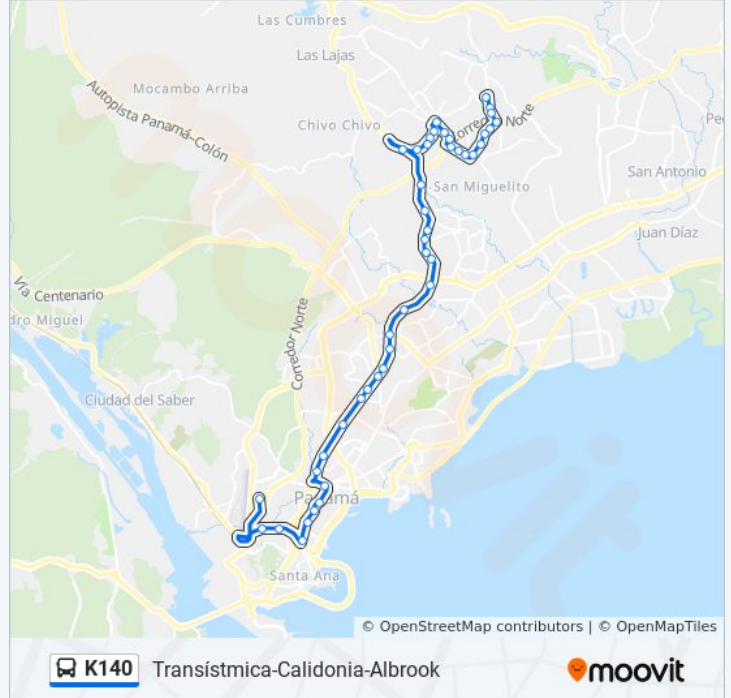 Las Cumbres
Las Lajas
Mocambo Arriba
Autopista Panamá-Colón
Chivo Chivo
Norte
San Miguelito
San Antonio
Juan Díaz
Vía Centenario
dro Miguel
Corredor Norte
Ciudad del Saber
Panamá
Santa Ana
© OpenStreetMap contributors | © OpenMapTiles
K140 Transístmica-Calidonia-Albrook
moovit